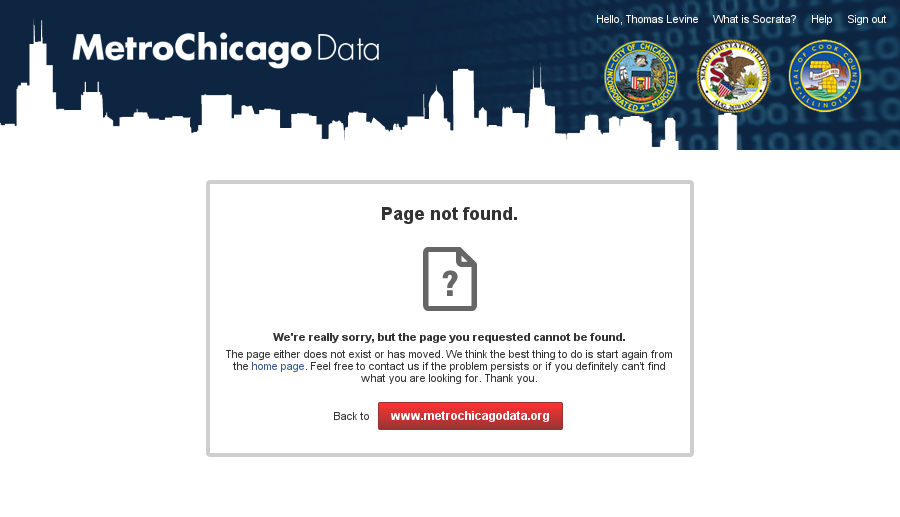 Hello, Thomas Levine What is Socrata? Help Sign out
MetroChicago Data
CITY OF CHICAGO
INCORPORATED 4TH MARCH 1837
SEAL OF THE STATE OF ILLINOIS
AUG. 26TH 1818
SEAL OF COOK COUNTY
ILLINOIS
Page not found.
?
We're really sorry, but the page you requested cannot be found.
The page either does not exist or has moved. We think the best thing to do is start again from
the home page. Feel free to contact us if the problem persists or if you definitely can't find
what you are looking for. Thank you.
Back to www.metrochicagodata.org